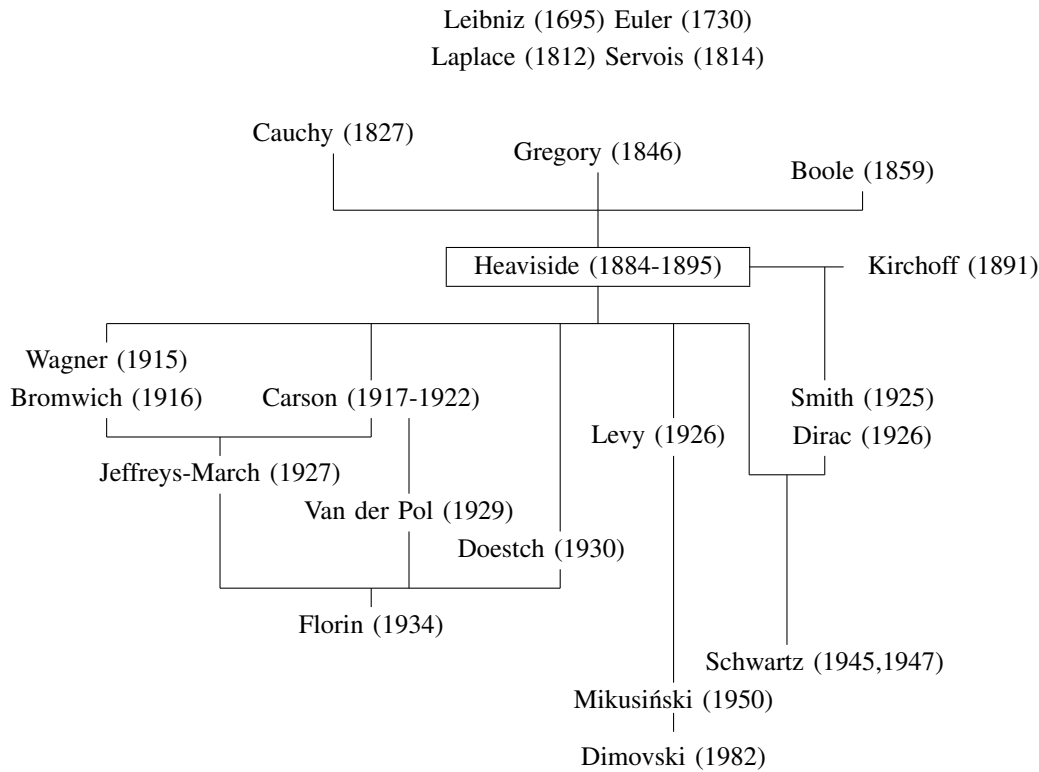 Leibniz (1695) Euler (1730)
Laplace (1812) Servois (1814)
Cauchy (1827)
Gregory (1846)
Boole (1859)
Heaviside (1884-1895)
Kirchoff (1891)
Wagner (1915)
Bromwich (1916)
Carson (1917-1922)
Smith (1925)
Levy (1926)
Dirac (1926)
Jeffreys-March (1927)
Van der Pol (1929)
Doestch (1930)
Florin (1934)
Schwartz (1945,1947)
Mikusiński (1950)
Dimovski (1982)